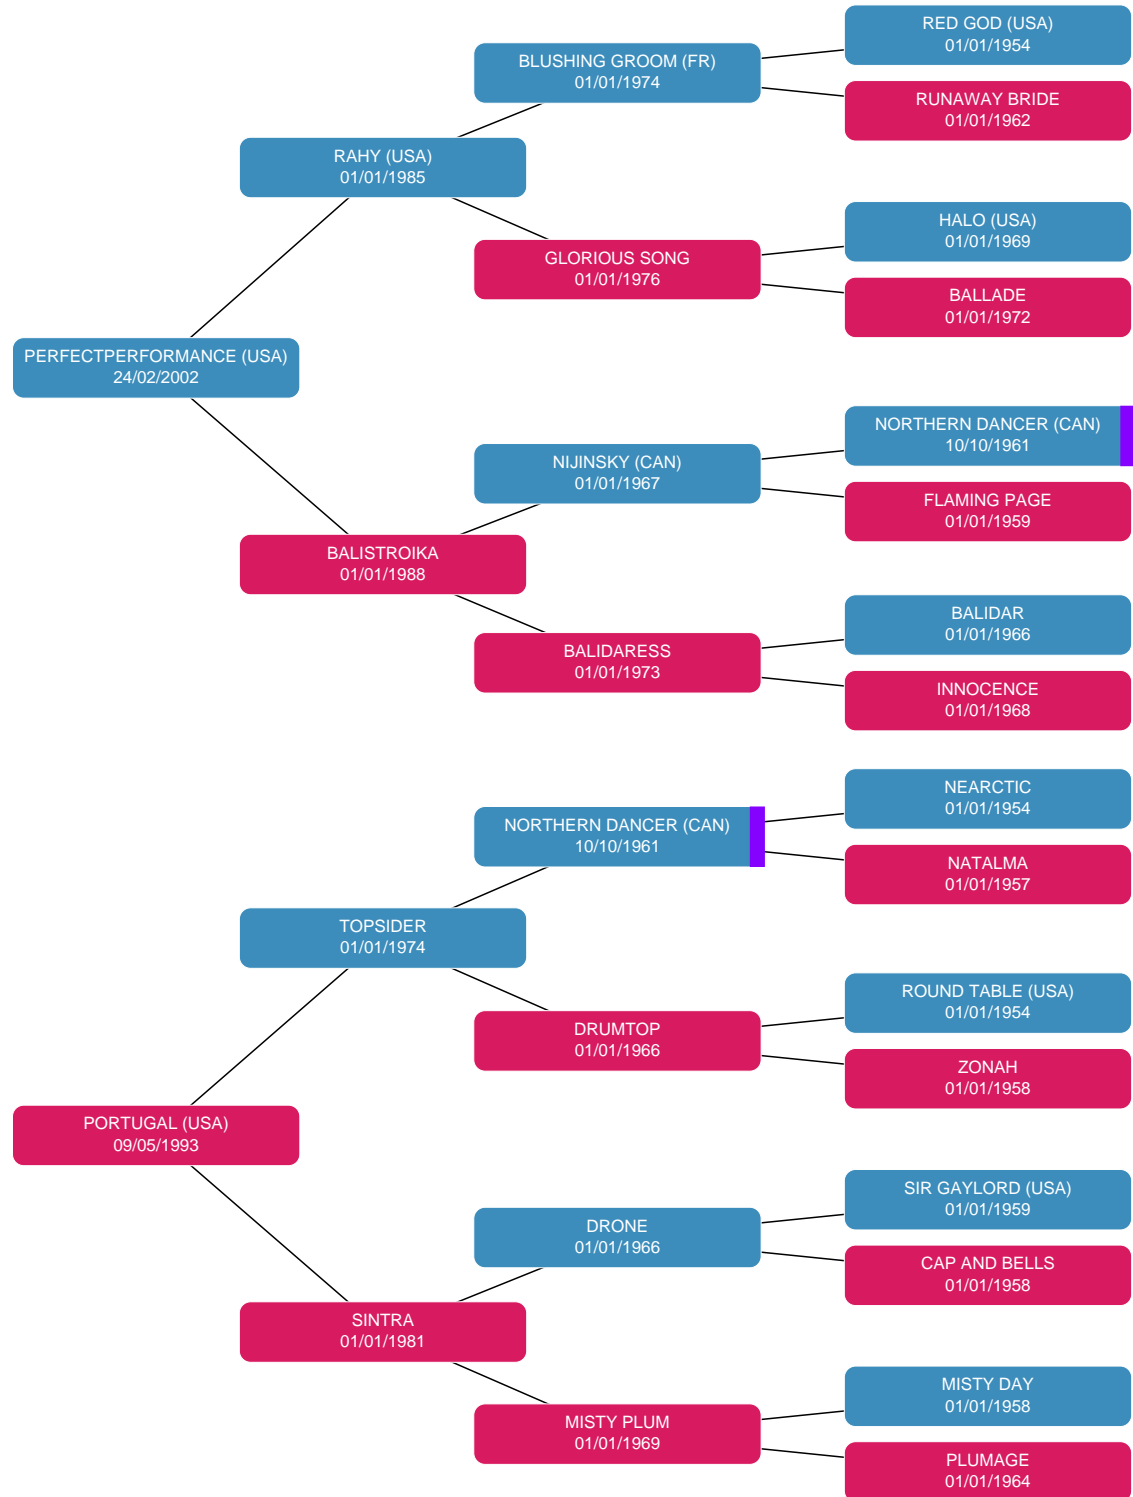 RED GOD (USA)
01/01/1954
BLUSHING GROOM (FR)
01/01/1974
RUNAWAY BRIDE
01/01/1962
RAHY (USA)
01/01/1985
HALO (USA)
01/01/1969
GLORIOUS SONG
01/01/1976
BALLADE
01/01/1972
PERFECTPERFORMANCE (USA)
24/02/2002
NORTHERN DANCER (CAN)
10/10/1961
NIJINSKY (CAN)
01/01/1967
FLAMING PAGE
01/01/1959
BALISTROIKA
01/01/1988
BALIDAR
01/01/1966
BALIDARESS
01/01/1973
INNOCENCE
01/01/1968
NEARCTIC
01/01/1954
NORTHERN DANCER (CAN)
10/10/1961
NATALMA
01/01/1957
TOPSIDER
01/01/1974
ROUND TABLE (USA)
01/01/1954
DRUMTOP
01/01/1966
ZONAH
01/01/1958
PORTUGAL (USA)
09/05/1993
SIR GAYLORD (USA)
01/01/1959
DRONE
01/01/1966
CAP AND BELLS
01/01/1958
SINTRA
01/01/1981
MISTY DAY
01/01/1958
MISTY PLUM
01/01/1969
PLUMAGE
01/01/1964